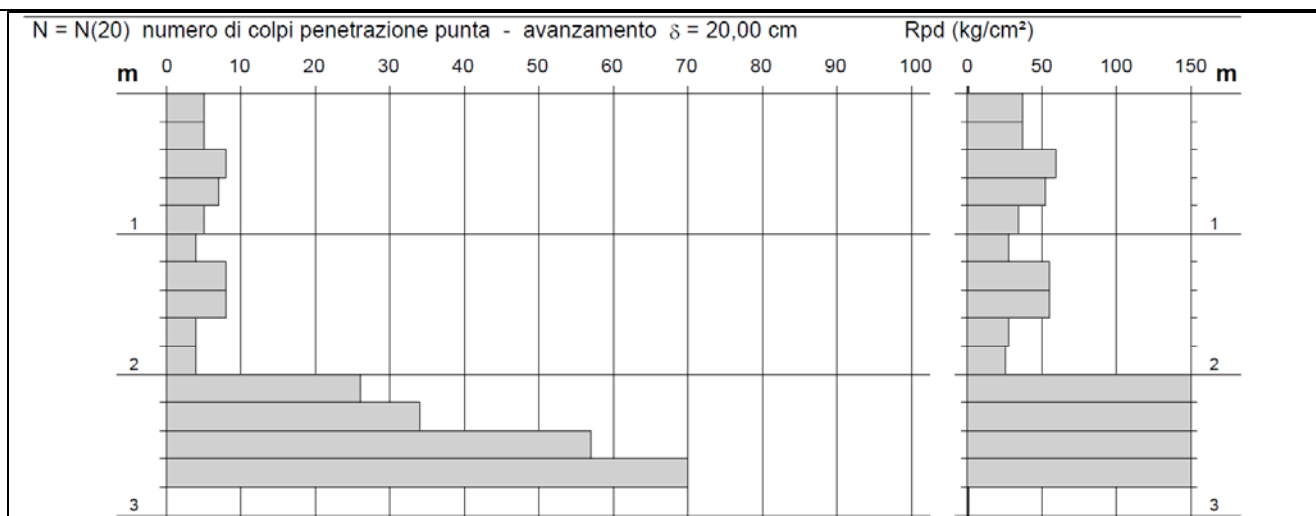 N = N(20) numero di colpi penetrazione punta - avanzamento δ = 20,00 cm Rpd (kg/cm²)
m 0 10 20 30 40 50 60 70 80 90 100 0 50 100 150 m
1 1
2 2
3 3